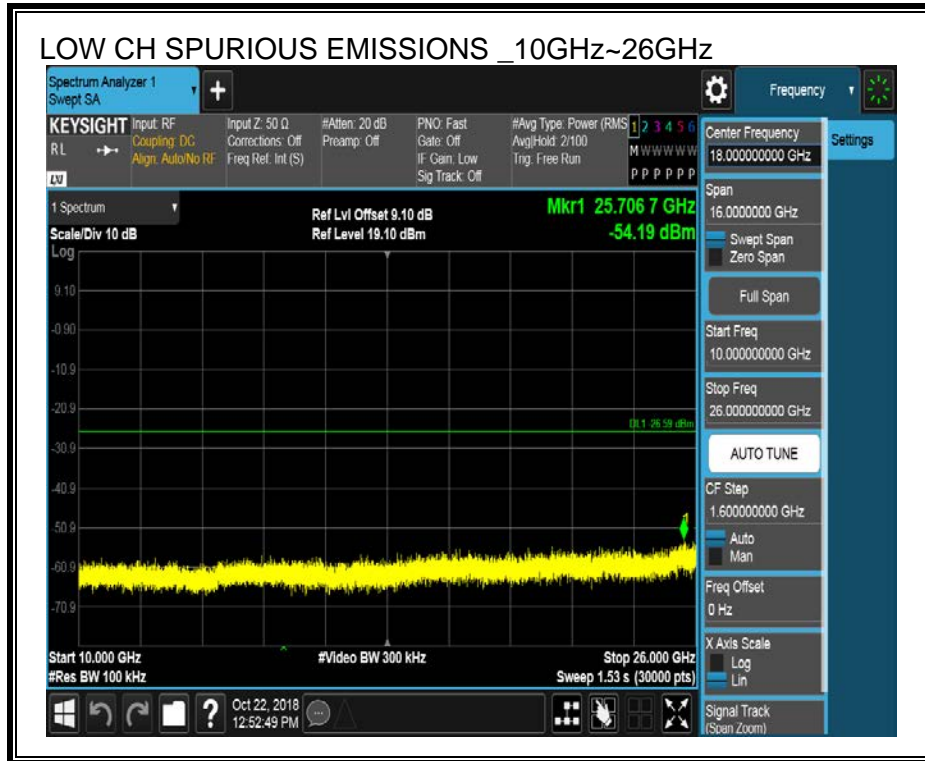 LOW CH SPURIOUS EMISSIONS _10GHz~26GHz
Spectrum Analyzer 1
Swept SA
+
Frequency
KEYSIGHT
RL
LXI
Input: RF
Coupling: DC
Align: Auto/No RF
Input Z: 50 Ω
Corrections: Off
Freq Ref: Int (S)
#Atten: 20 dB
Preamp: Off
PNO: Fast
Gate: Off
IF Gain: Low
Sig Track: Off
#Avg Type: Power (RMS
Avg|Hold: 2/100
Trig: Free Run
1 2 3 4 5 6
M W W W W W
P P P P P P
Center Frequency
18.000000000 GHz
Settings
Span
16.0000000 GHz
Swept Span
Zero Span
Full Span
Start Freq
10.000000000 GHz
Stop Freq
26.000000000 GHz
AUTO TUNE
CF Step
1.600000000 GHz
Auto
Man
Freq Offset
0 Hz
X Axis Scale
Log
Lin
Signal Track
(Span Zoom)
1 Spectrum
Scale/Div 10 dB
Log
Ref Lvl Offset 9.10 dB
Ref Level 19.10 dBm
Mkr1 25.706 7 GHz
-54.19 dBm
9.10
-0.90
-10.9
-20.9
DL1 -26.59 dBm
-30.9
-40.9
-50.9
1
-60.9
-70.9
Start 10.000 GHz
#Res BW 100 kHz
#Video BW 300 kHz
Stop 26.000 GHz
Sweep 1.53 s (30000 pts)
?
Oct 22, 2018
12:52:49 PM